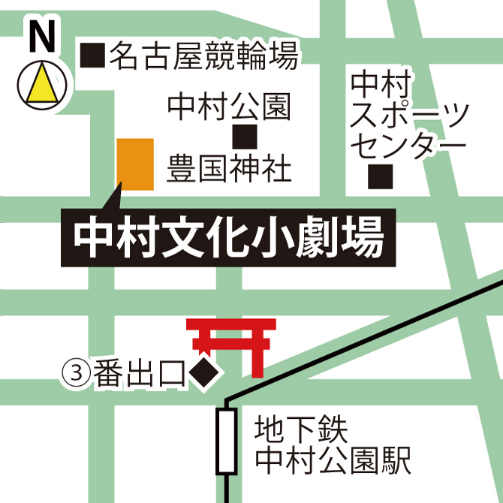 N
名古屋競輪場
中村公園
豊国神社
中村
スポーツ
センター
中村文化小劇場
③番出口
地下鉄
中村公園駅